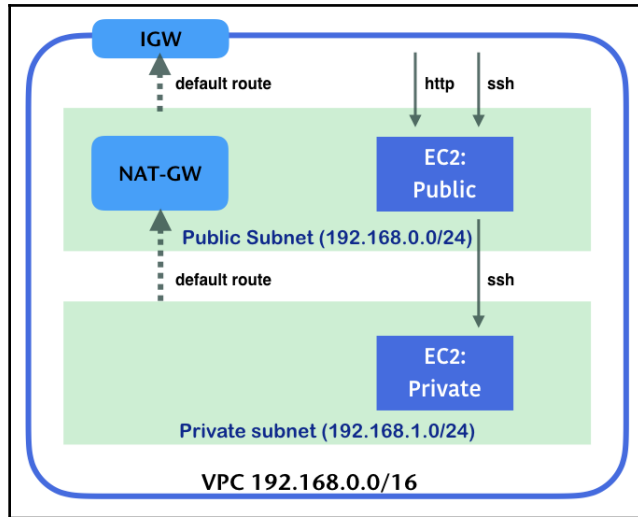 IGW
default route
http
ssh
NAT-GW
EC2:
Public
Public Subnet (192.168.0.0/24)
default route
ssh
EC2:
Private
Private subnet (192.168.1.0/24)
VPC 192.168.0.0/16